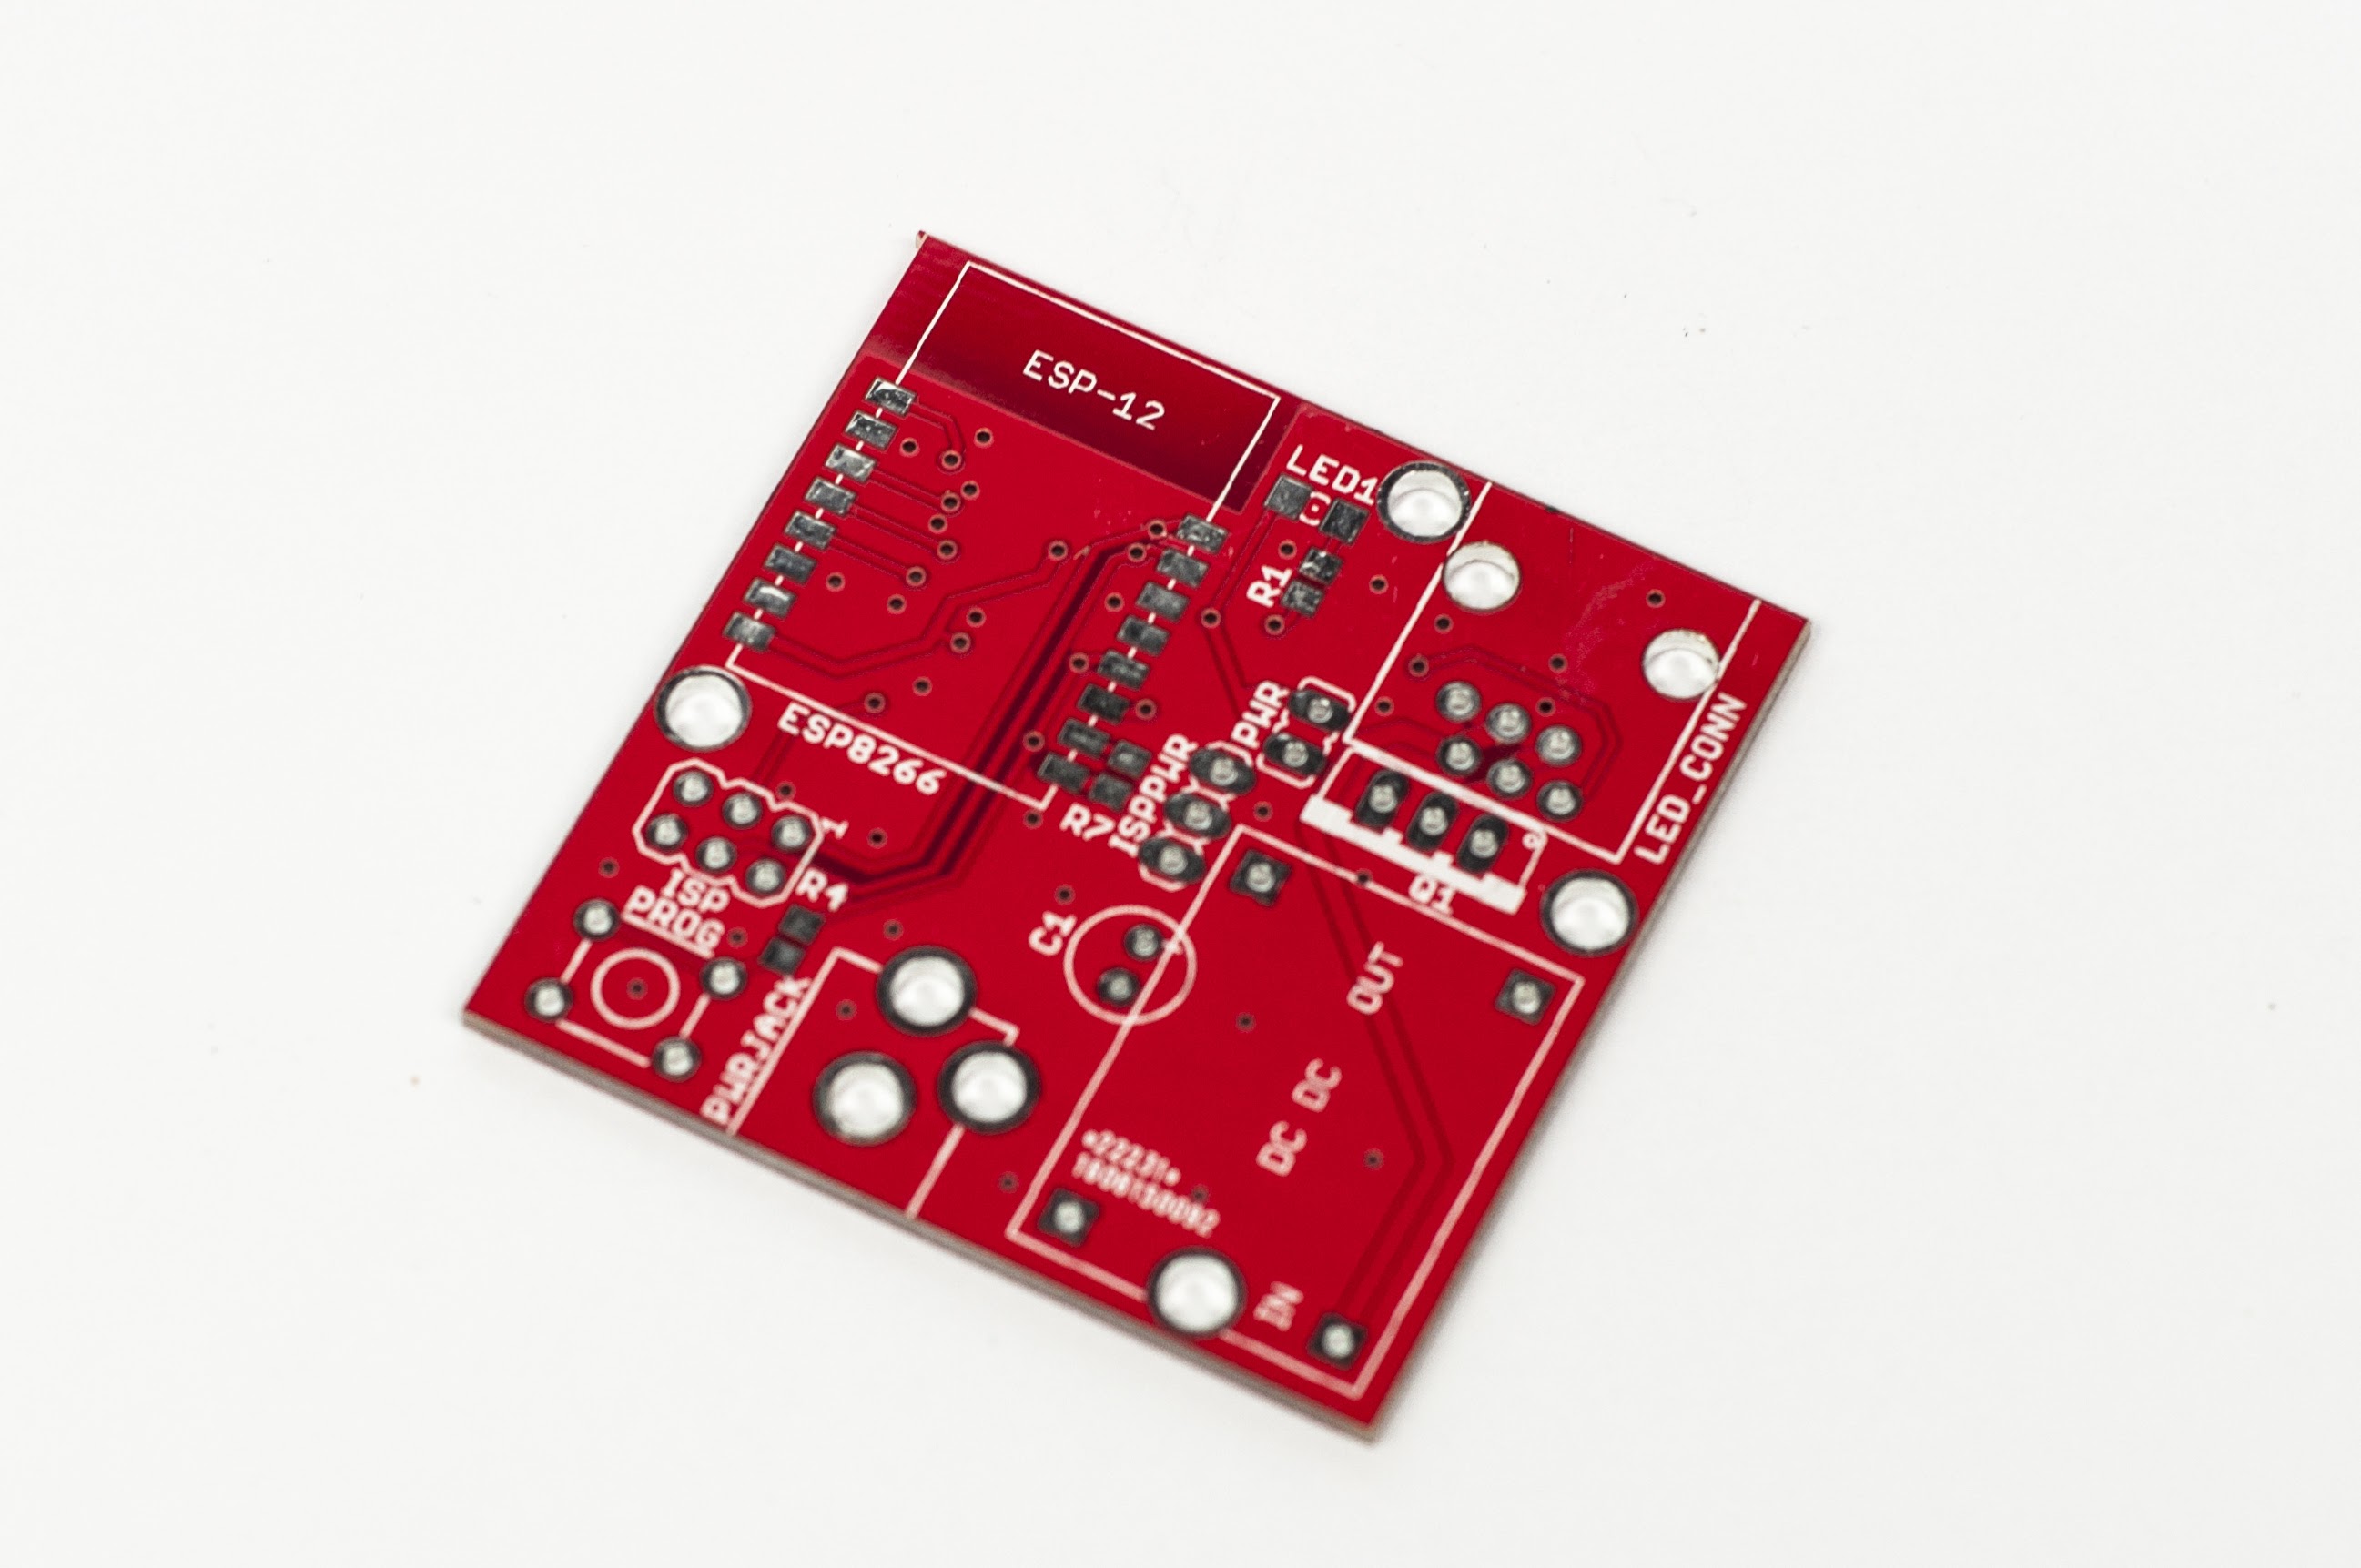 ESP-12
LED1
R1
ESP8266
PWR
ISPPWR
R7
LED_CONN
Q1
1
R4
ISP
PROG
C1
PWRJACK
OUT
DC DC
IN